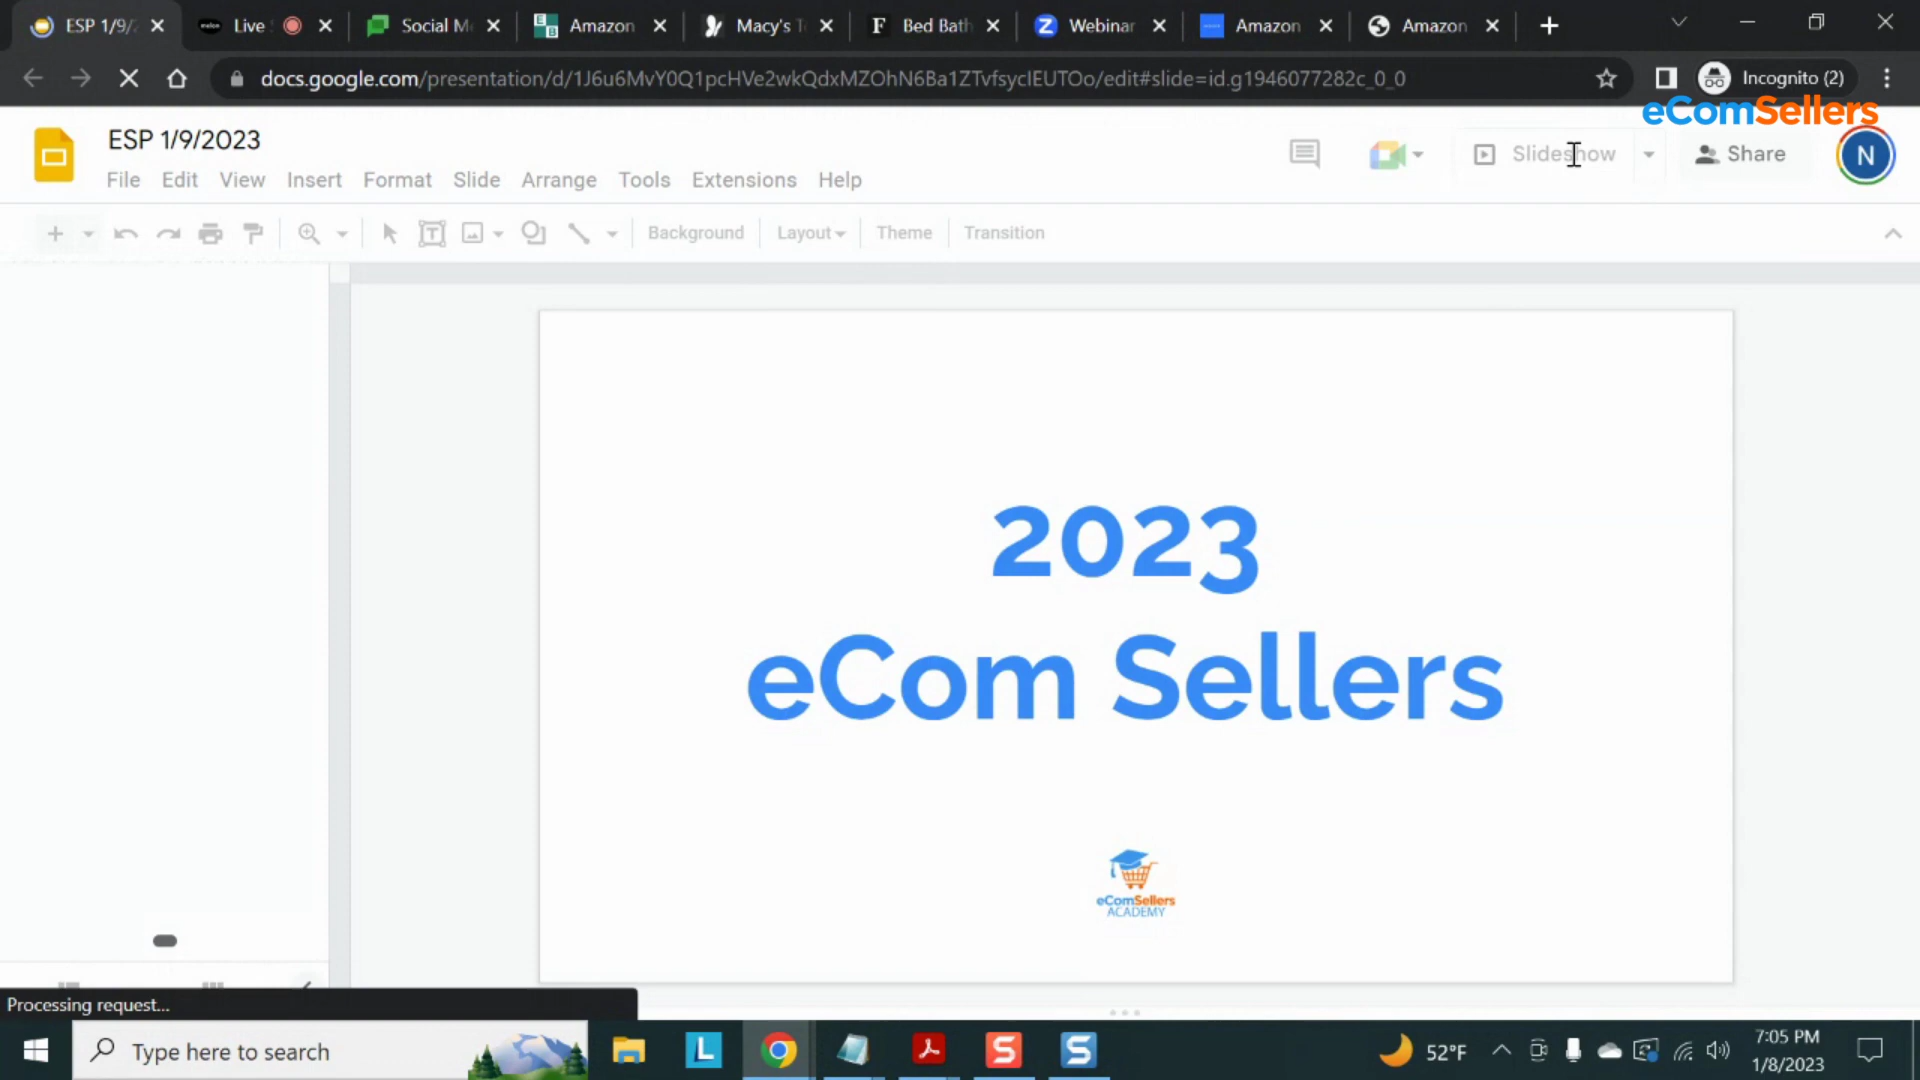 ESP 1/9/
Live
Social M
Amazon
Macy's T
Bed Bath
Webinar
Amazon
Amazon
docs.google.com/presentation/d/1J6u6MvY0Q1pcHVe2wkQdxMZOhN6Ba1ZTvfsycIEUTOo/edit#slide=id.g1946077282c_0_0
Incognito (2)
eComSellers
ESP 1/9/2023
File Edit View Insert Format Slide Arrange Tools Extensions Help
Slideshow
Share
N
Background Layout Theme Transition
2023
eCom Sellers
eComSellers
ACADEMY
Processing request...
Type here to search
52°F
7:05 PM
1/8/2023